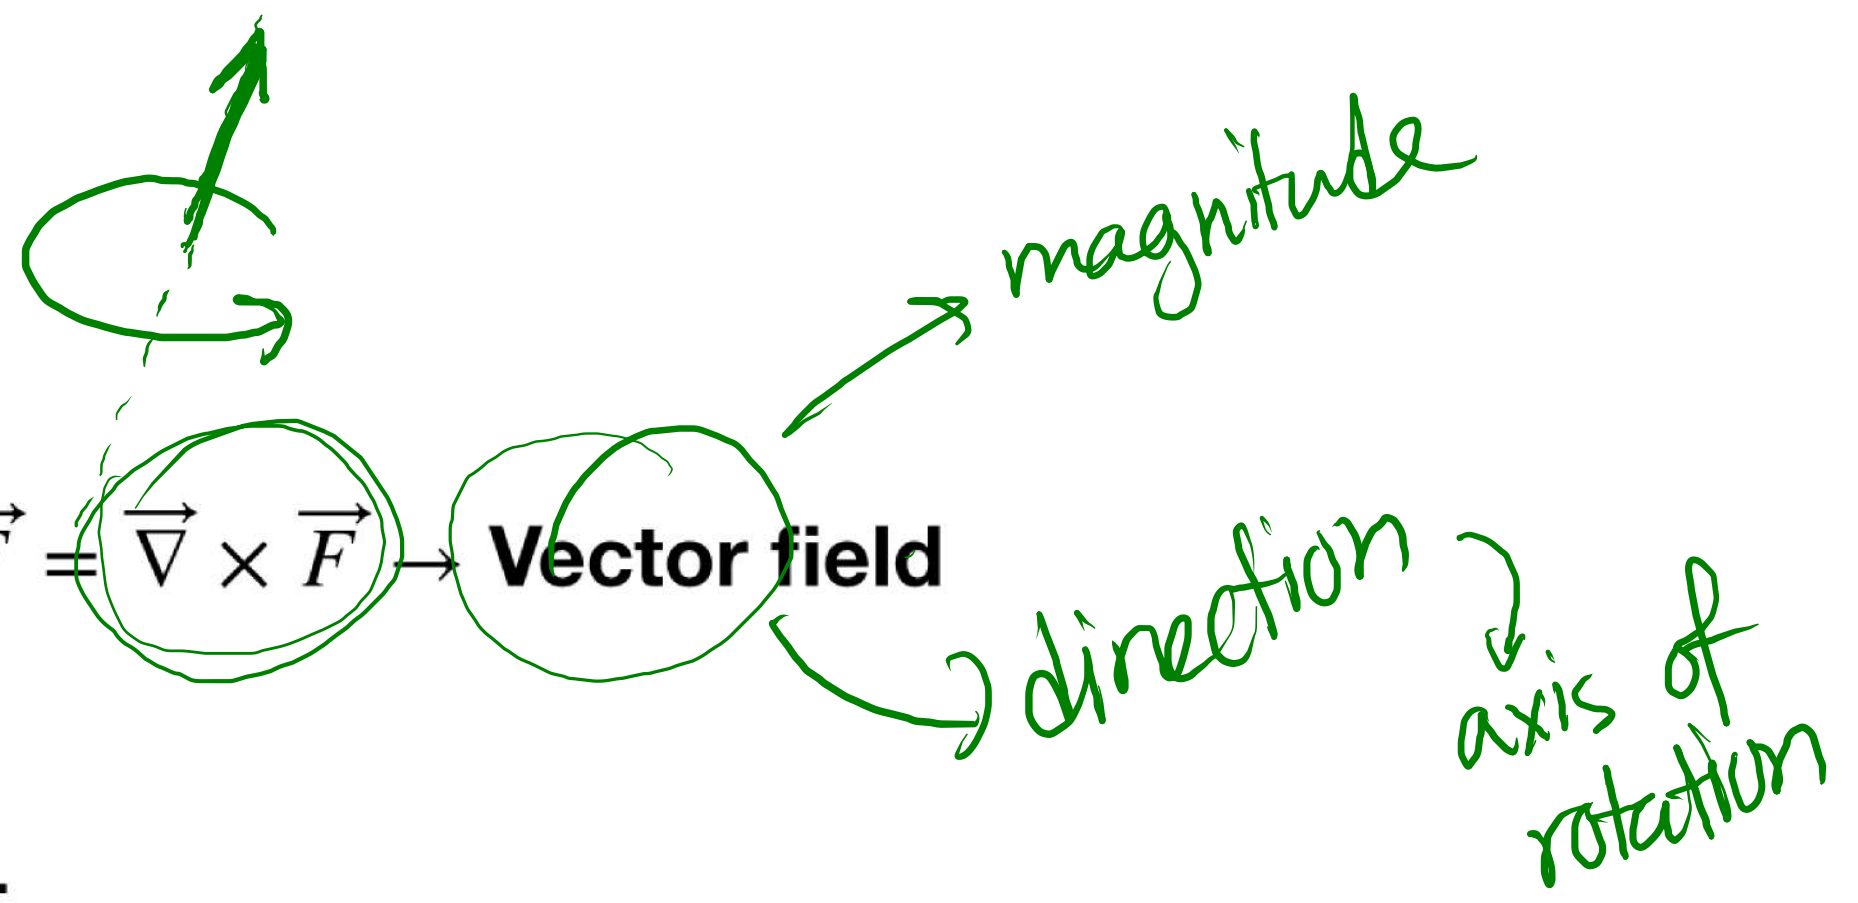 magnitude
= ∇⃗ × F⃗ → Vector field
direction
axis of
rotation